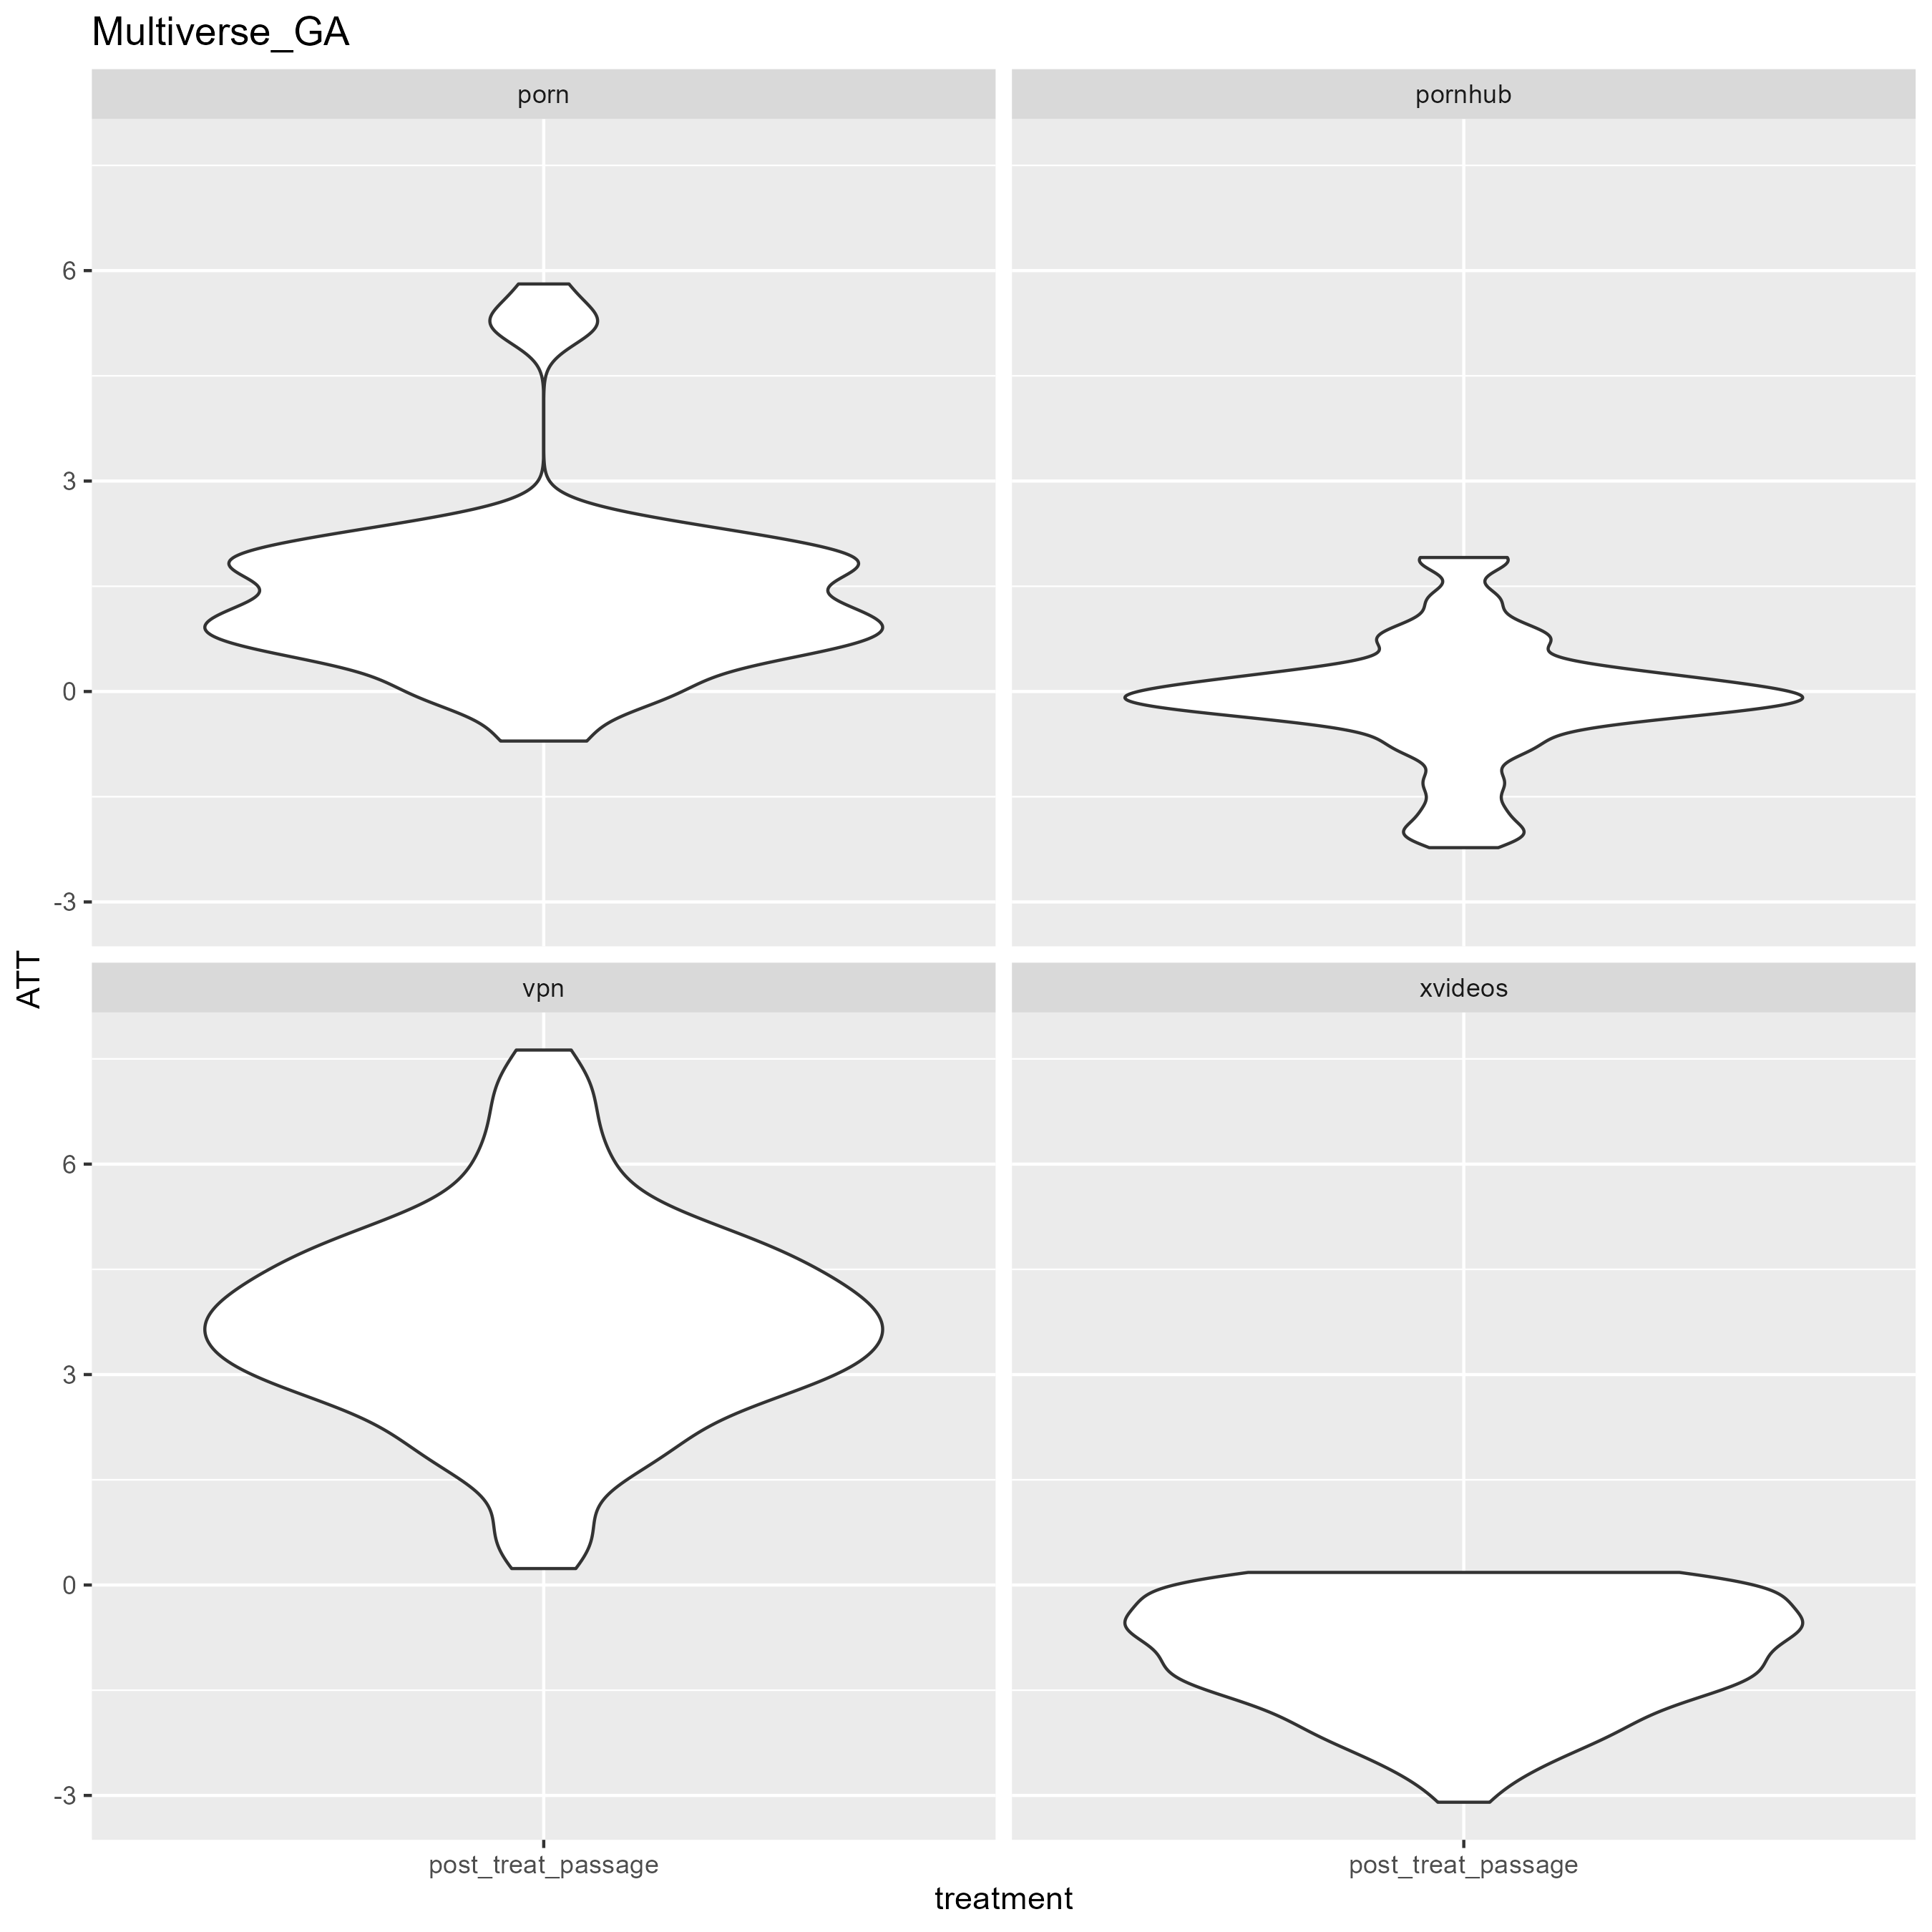 Multiverse_GA
porn
pornhub
6
3
0
-3
ATT
vpn
xvideos
6
3
0
-3
post_treat_passage
post_treat_passage
treatment